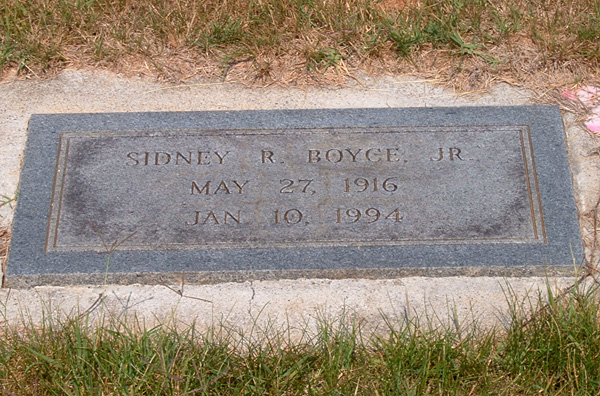 SIDNEY R. BOYCE, JR
MAY 27, 1916
JAN 10, 1994